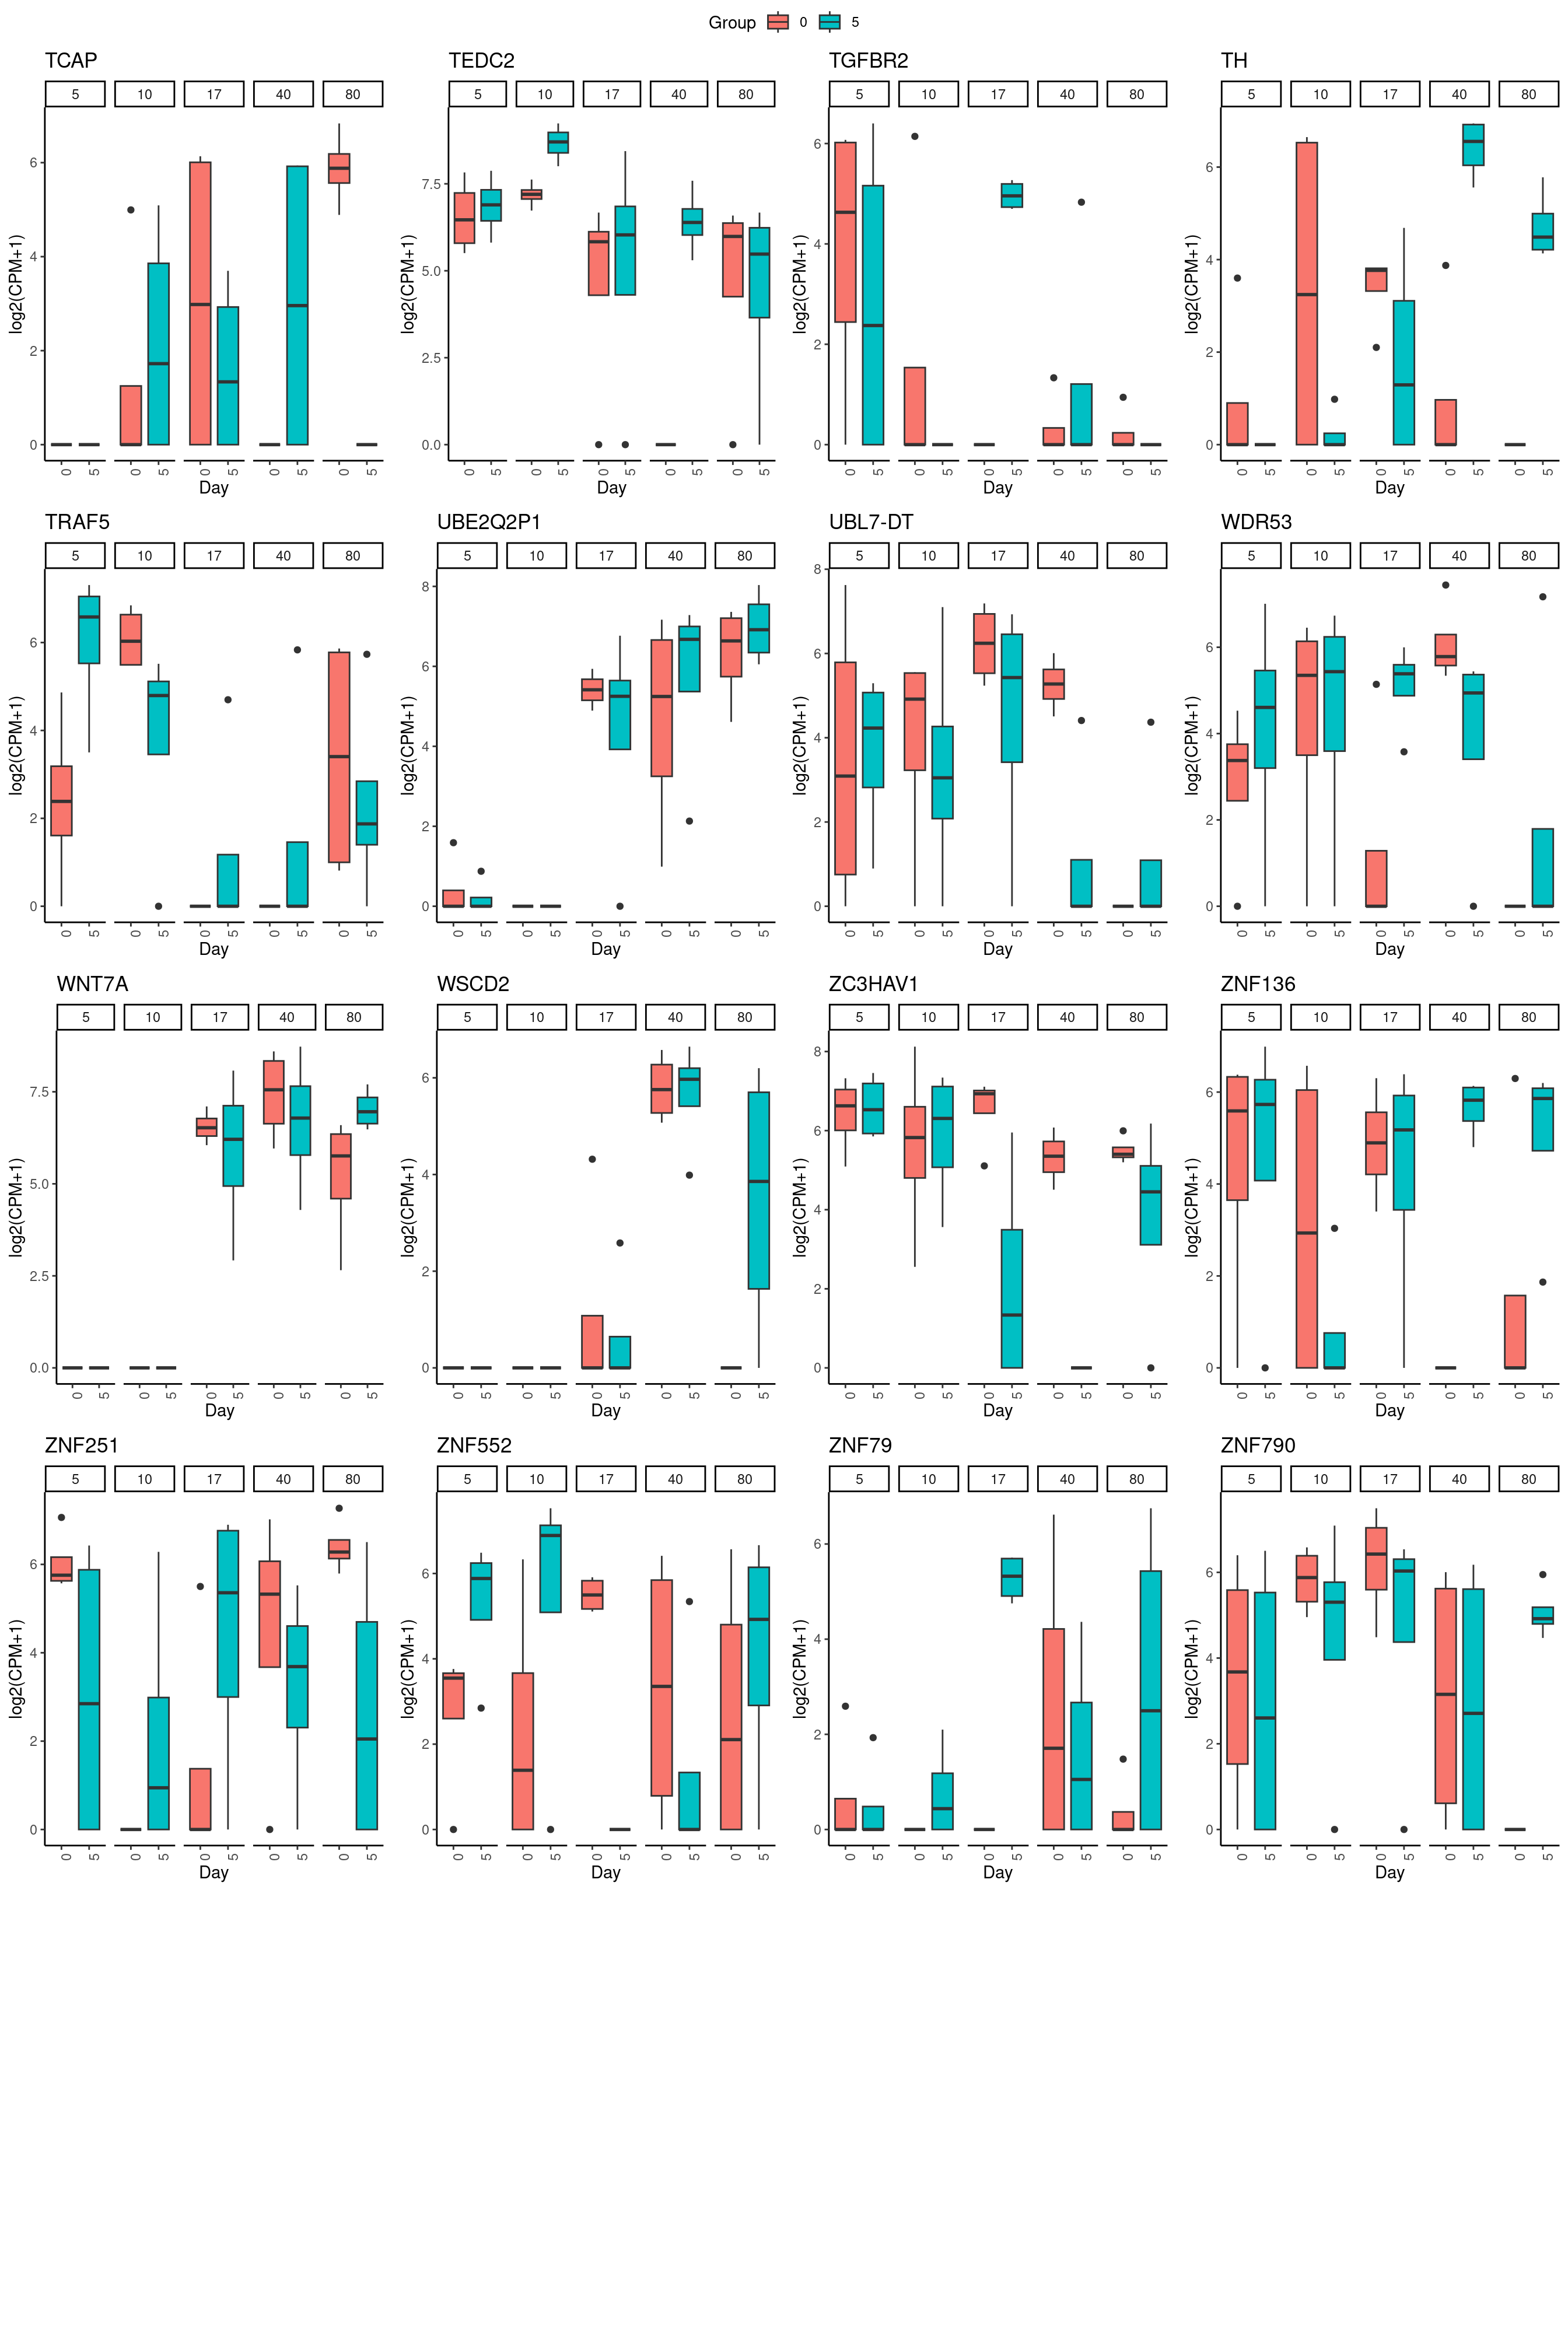 Group 0 5
TCAP TEDC2 TGFBR2 TH
5 10 17 40 80 5 10 17 40 80 5 10 17 40 80 5 10 17 40 80
log2(CPM+1) log2(CPM+1) log2(CPM+1) log2(CPM+1)
6 7.5 6 6
4 5.0 4 4
2 2.5 2 2
0 0.0 0 0
0 5 0 5 0 5 0 5 0 5 0 5 0 5 0 5 0 5 0 5 0 5 0 5 0 5 0 5 0 5 0 5 0 5 0 5 0 5 0 5
Day Day Day Day
TRAF5 UBE2Q2P1 UBL7-DT WDR53
5 10 17 40 80 5 10 17 40 80 5 10 17 40 80 5 10 17 40 80
log2(CPM+1) log2(CPM+1) log2(CPM+1) log2(CPM+1)
8 8
6 6 6 6
4 4 4 4
2 2 2 2
0 0 0 0
0 5 0 5 0 5 0 5 0 5 0 5 0 5 0 5 0 5 0 5 0 5 0 5 0 5 0 5 0 5 0 5 0 5 0 5 0 5 0 5
Day Day Day Day
WNT7A WSCD2 ZC3HAV1 ZNF136
5 10 17 40 80 5 10 17 40 80 5 10 17 40 80 5 10 17 40 80
log2(CPM+1) log2(CPM+1) log2(CPM+1) log2(CPM+1)
8
7.5 6 6 6
5.0 4 4 4
2.5 2 2 2
0.0 0 0 0
0 5 0 5 0 5 0 5 0 5 0 5 0 5 0 5 0 5 0 5 0 5 0 5 0 5 0 5 0 5 0 5 0 5 0 5 0 5 0 5
Day Day Day Day
ZNF251 ZNF552 ZNF79 ZNF790
5 10 17 40 80 5 10 17 40 80 5 10 17 40 80 5 10 17 40 80
log2(CPM+1) log2(CPM+1) log2(CPM+1) log2(CPM+1)
6 6 6 6
4 4 4 4
2 2 2 2
0 0 0 0
0 5 0 5 0 5 0 5 0 5 0 5 0 5 0 5 0 5 0 5 0 5 0 5 0 5 0 5 0 5 0 5 0 5 0 5 0 5 0 5
Day Day Day Day